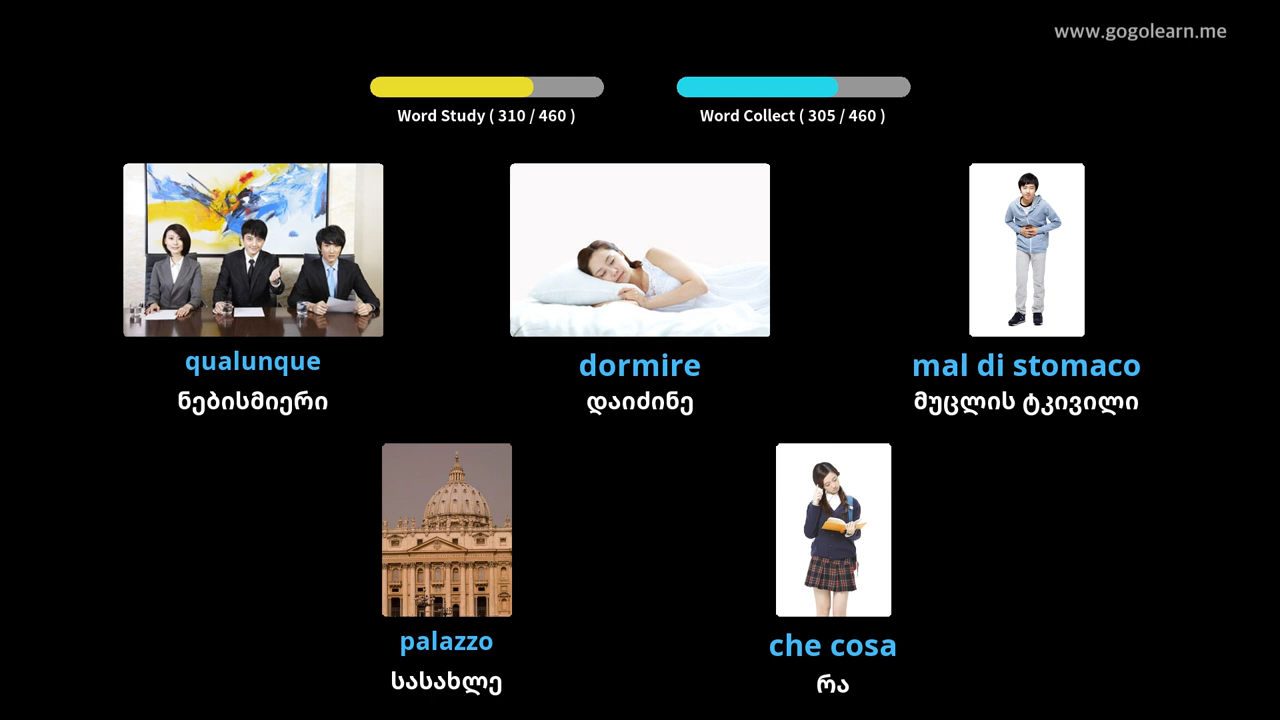 www.gogolearn.me
Word Study ( 310 / 460 )
Word Collect ( 305 / 460 )
qualunque
ნებისმიერი
dormire
დაიძინე
mal di stomaco
მუცლის ტკივილი
palazzo
სასახლე
che cosa
რა